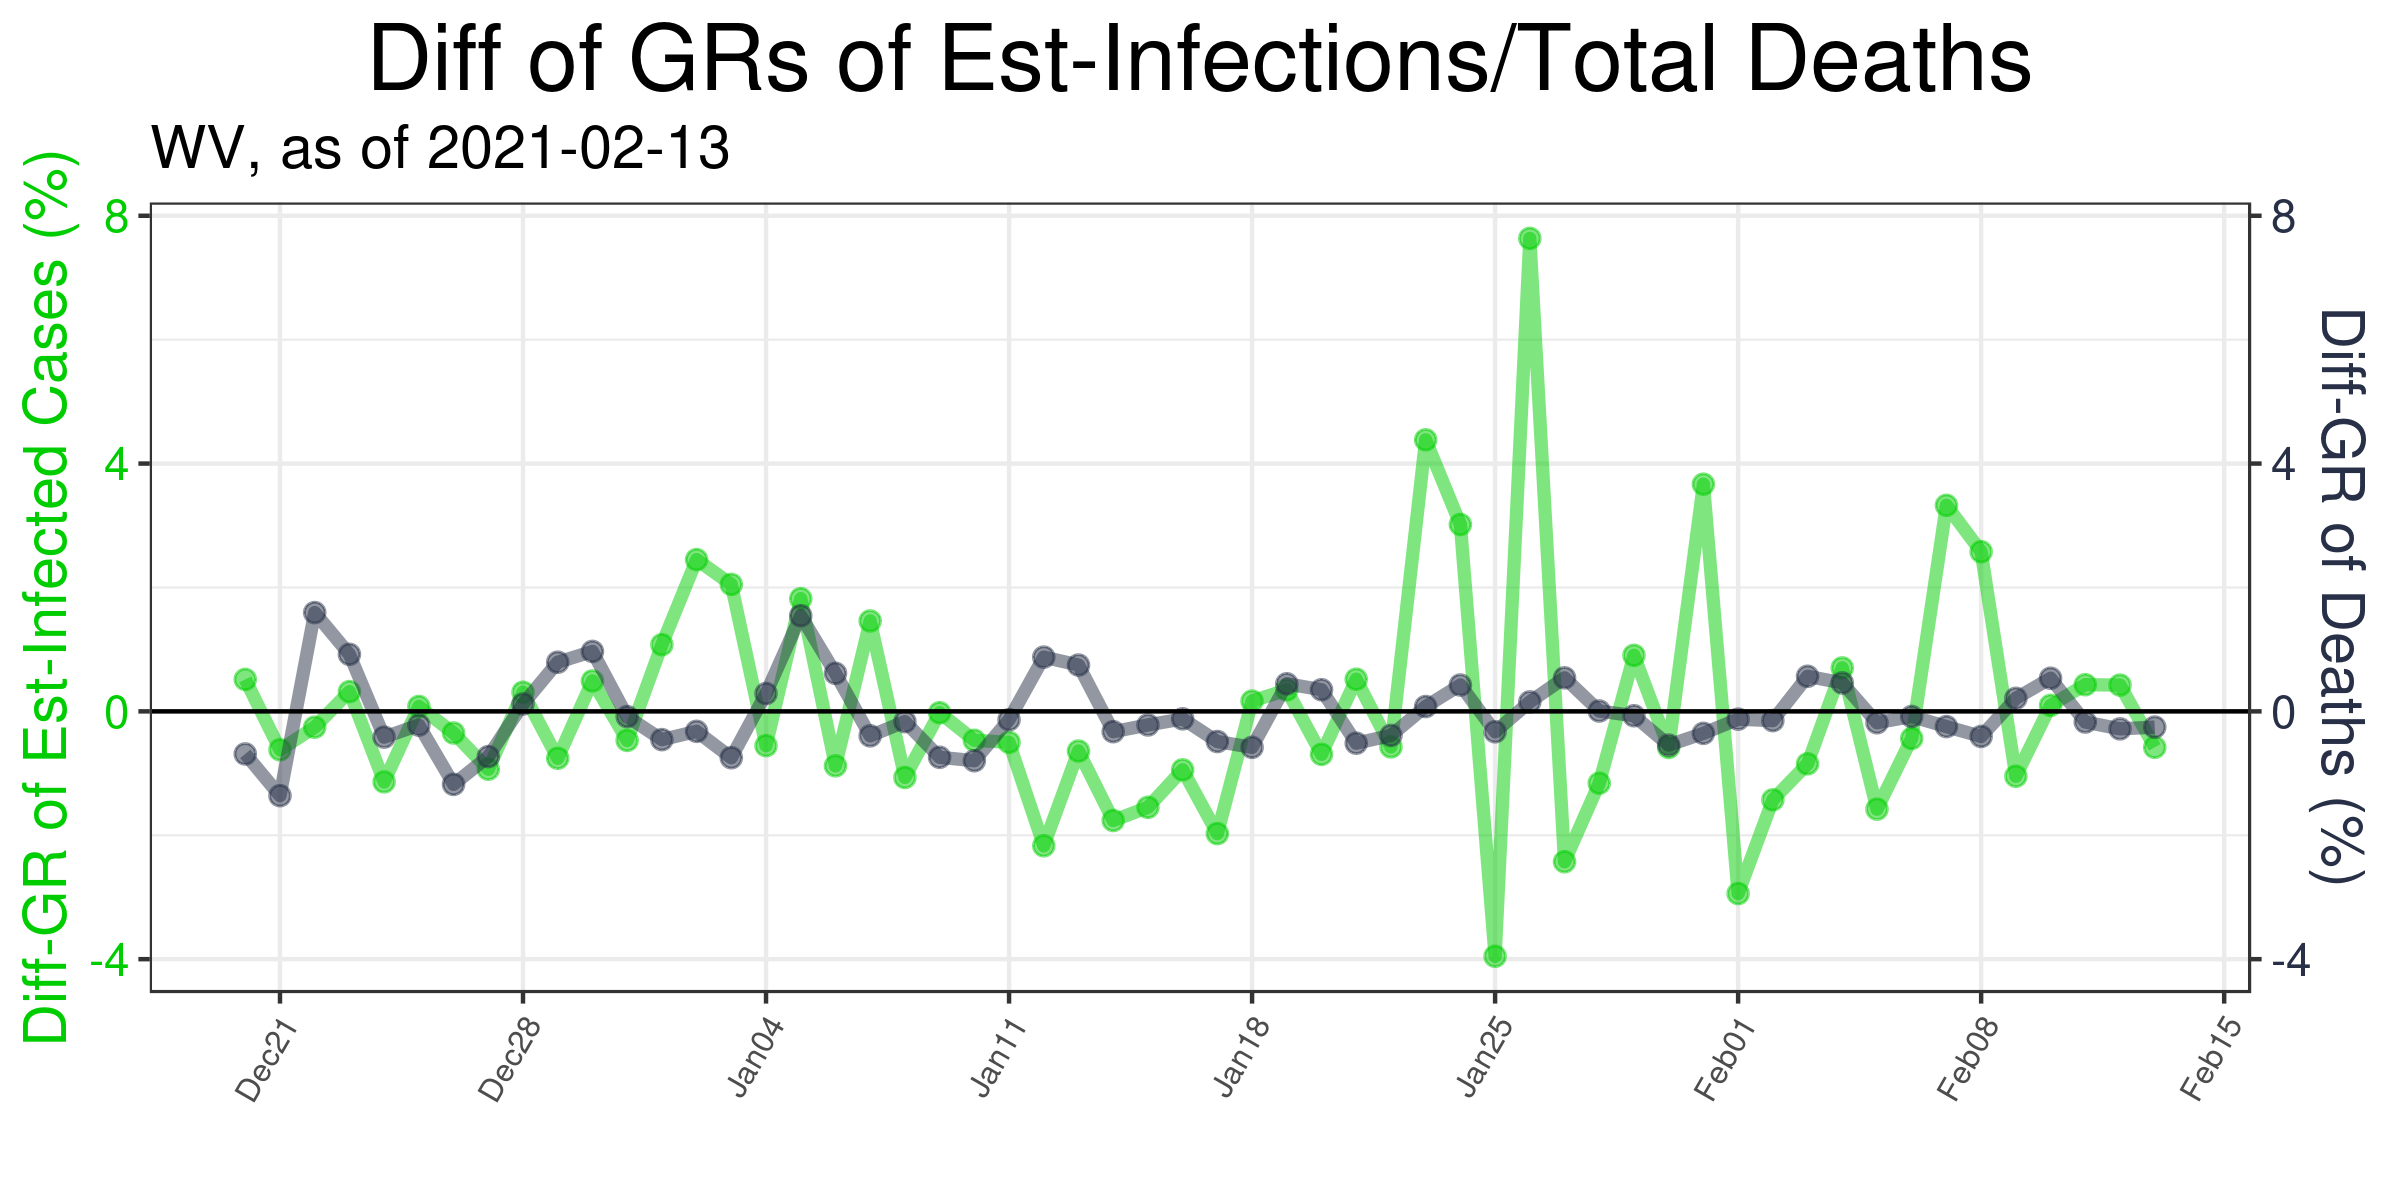 Diff of GRs of Est-Infections/Total Deaths
WV, as of 2021-02-13
Diff-GR of Est-Infected Cases (%)
8
4
0
-4
8
4
0
-4
Diff-GR of Deaths (%)
Dec21
Dec28
Jan04
Jan11
Jan18
Jan25
Feb01
Feb08
Feb15